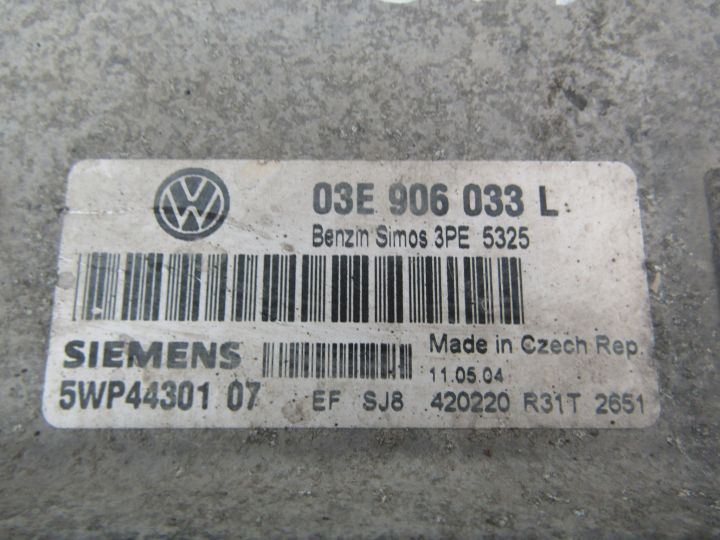 03E 906 033 L
Benzin Simos 3PE 5325
SIEMENS
Made in Czech Rep.
11.05.04
5WP44301 07 EF SJ8 420220 R31T 2651